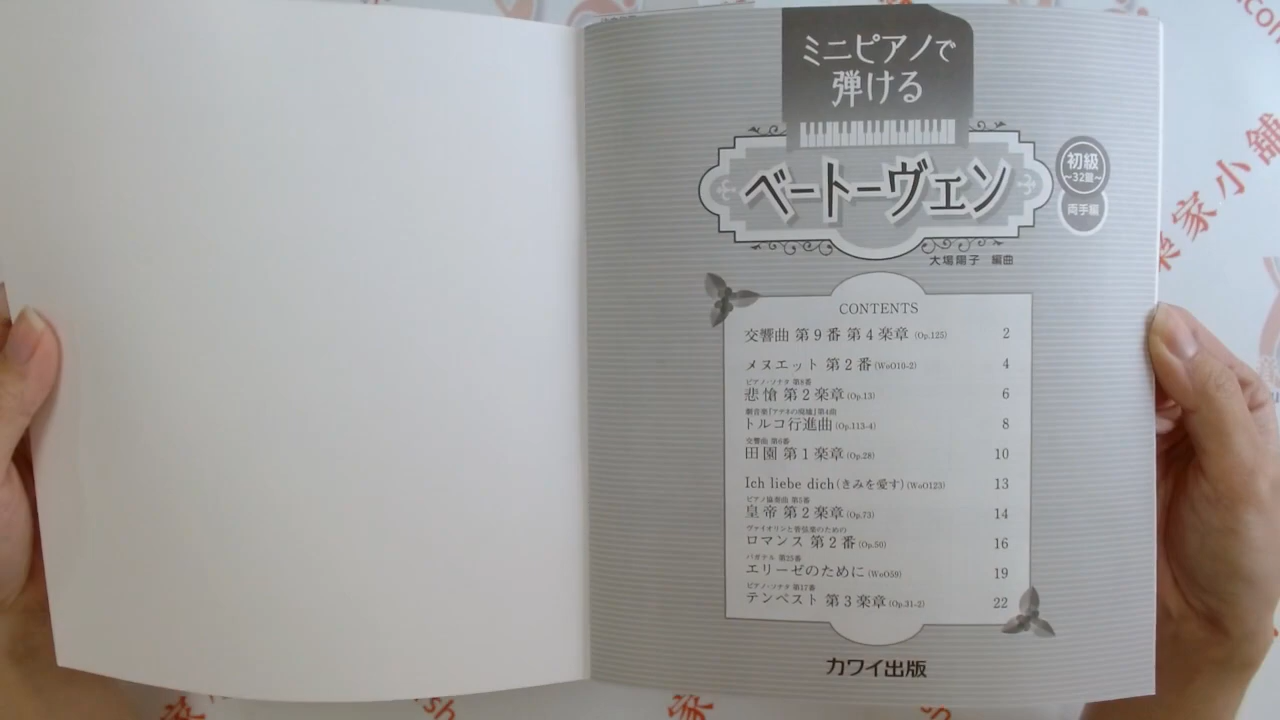 ミニピアノで
弾ける
ベートーヴェン
初級
~32鍵~
両手編
大場陽子 編曲
CONTENTS
交響曲 第9番 第4楽章 (Op.125) 2
メヌエット 第2番 (WoO10-2) 4
ピアノ・ソナタ 第8番
悲愴 第2楽章 (Op.13) 6
劇音楽『アテネの廃墟』第4曲
トルコ行進曲 (Op.113-4) 8
交響曲 第6番
田園 第1楽章 (Op.28) 10
Ich liebe dich (きみを愛す) (WoO123) 13
ピアノ協奏曲 第5番
皇帝 第2楽章 (Op.73) 14
ヴァイオリンと管弦楽のための
ロマンス 第2番 (Op.50) 16
バガテル 第25番
エリーゼのために (WoO59) 19
ピアノ・ソナタ 第17番
テンペスト 第3楽章 (Op.31-2) 22
カワイ出版
樂家小舖